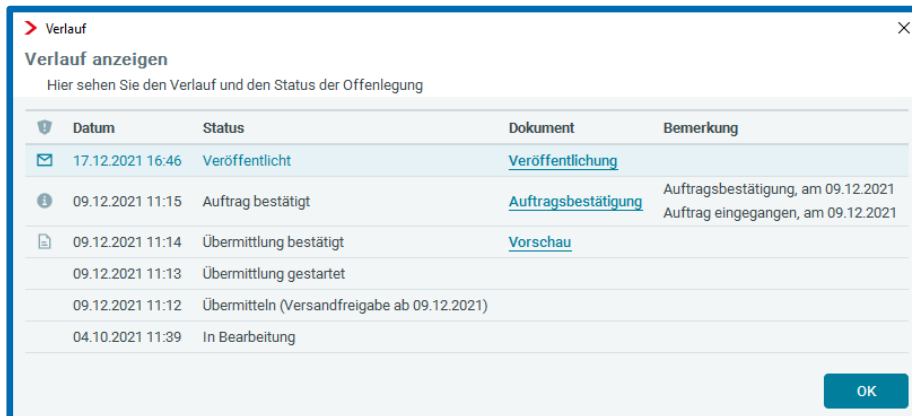 Verlauf
Verlauf anzeigen
Hier sehen Sie den Verlauf und den Status der Offenlegung
Datum Status Dokument Bemerkung
17.12.2021 16:46 Veröffentlicht Veröffentlichung
09.12.2021 11:15 Auftrag bestätigt Auftragsbestätigung Auftragsbestätigung, am 09.12.2021
Auftrag eingegangen, am 09.12.2021
09.12.2021 11:14 Übermittlung bestätigt Vorschau
09.12.2021 11:13 Übermittlung gestartet
09.12.2021 11:12 Übermitteln (Versandfreigabe ab 09.12.2021)
04.10.2021 11:39 In Bearbeitung
OK